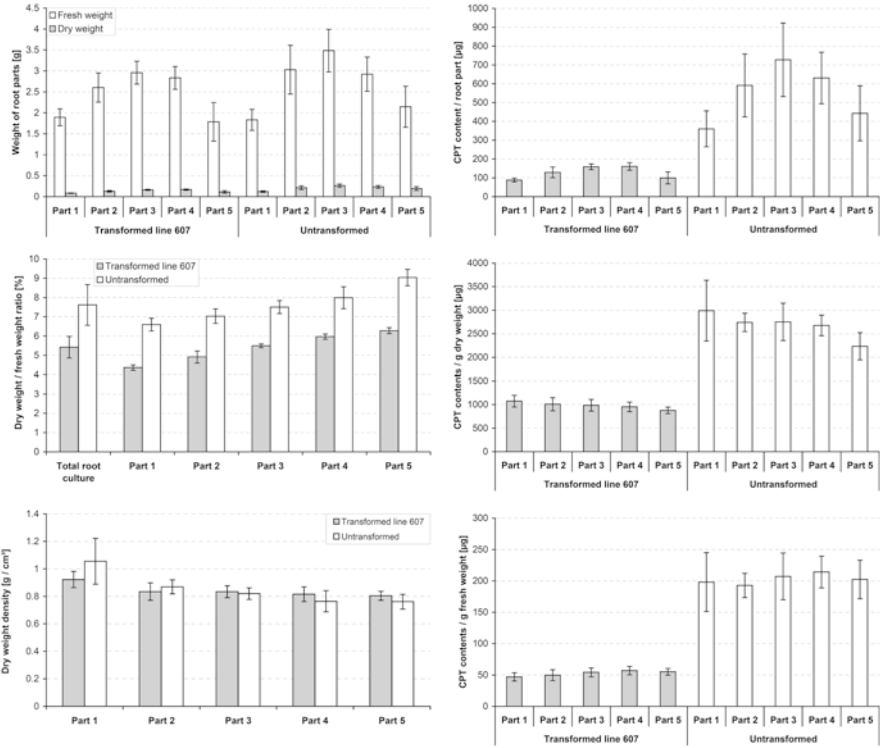 Weight of root parts [g]
Fresh weight
Dry weight
4.5
4
3.5
3
2.5
2
1.5
1
0.5
0
Part 1 Part 2 Part 3 Part 4 Part 5 Part 1 Part 2 Part 3 Part 4 Part 5
Transformed line 607 Untransformed
CPT content / root part [µg]
1000
900
800
700
600
500
400
300
200
100
0
Part 1 Part 2 Part 3 Part 4 Part 5 Part 1 Part 2 Part 3 Part 4 Part 5
Transformed line 607 Untransformed
Dry weight / fresh weight ratio [%]
Transformed line 607
Untransformed
10
9
8
7
6
5
4
3
2
1
0
Total root Part 1 Part 2 Part 3 Part 4 Part 5
culture
CPT contents / g dry weight [µg]
4000
3500
3000
2500
2000
1500
1000
500
0
Part 1 Part 2 Part 3 Part 4 Part 5 Part 1 Part 2 Part 3 Part 4 Part 5
Transformed line 607 Untransformed
Dry weight density [g / cm³]
1.4
1.2
1
0.8
0.6
0.4
0.2
0
Transformed line 607
Untransformed
Part 1 Part 2 Part 3 Part 4 Part 5
CPT contents / g fresh weight [µg]
300
250
200
150
100
50
0
Part 1 Part 2 Part 3 Part 4 Part 5 Part 1 Part 2 Part 3 Part 4 Part 5
Transformed line 607 Untransformed